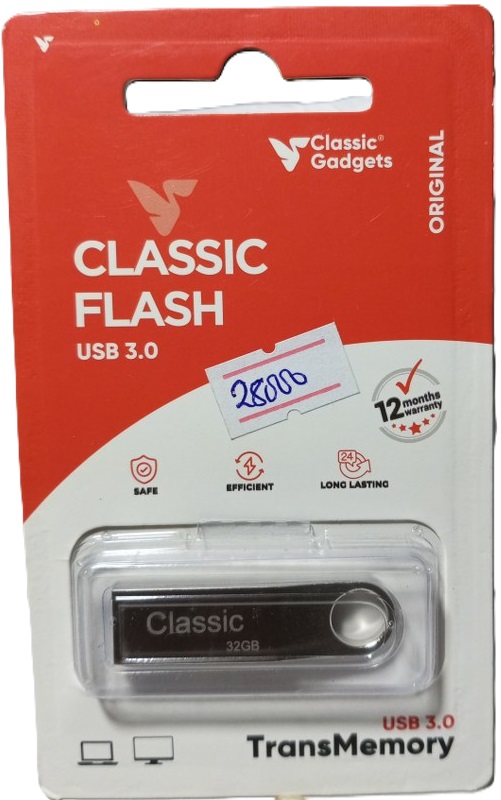 Classic®
Gadgets
ORIGINAL
CLASSIC
FLASH
USB 3.0
28000
12 months
warranty
SAFE
EFFICIENT
24
LONG LASTING
Classic
32GB
USB 3.0
TransMemory